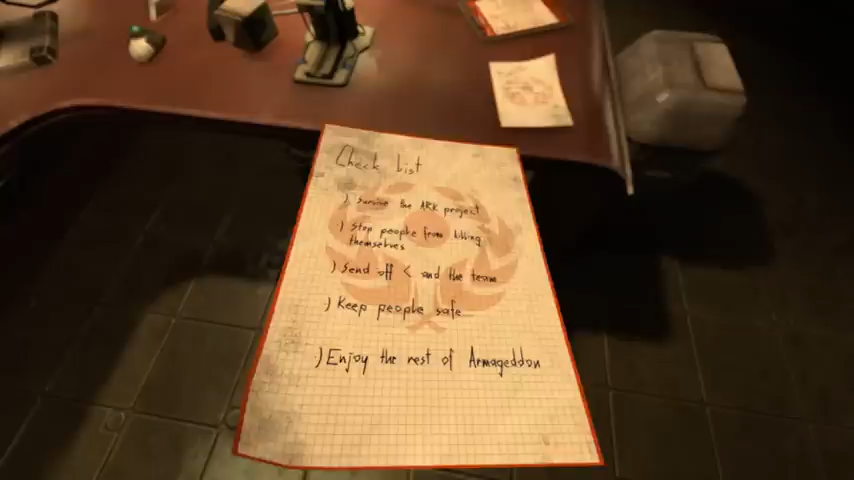 Check List
) Survive the ARK project
) Stop people from killing
themselves
) Send off < and the team
) Keep people safe
) Enjoy the rest of Armageddon